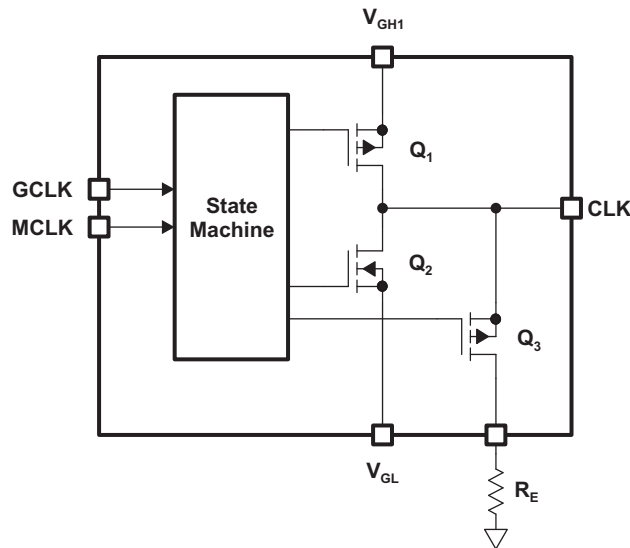 V_GH1
Q_1
GCLK
MCLK
State
Machine
CLK
Q_2
Q_3
V_GL
R_E